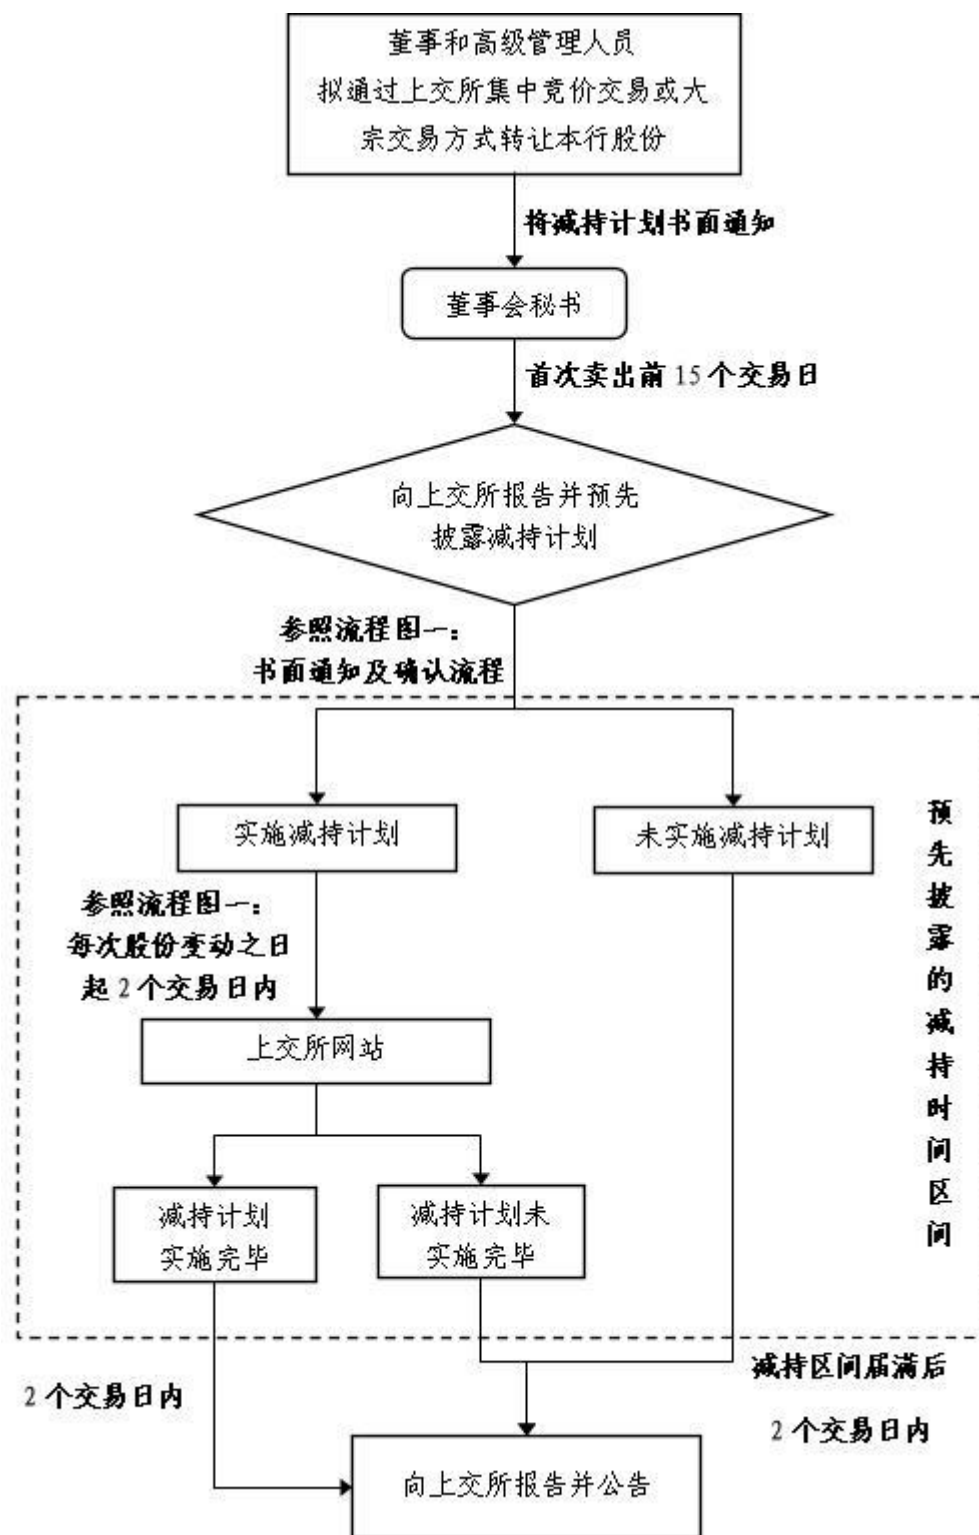 董事和高级管理人员
拟通过上交所集中竞价交易或大
宗交易方式转让本行股份
将减持计划书面通知
董事会秘书
首次卖出前 15 个交易日
向上交所报告并预先
披露减持计划
参照流程图一：
书面通知及确认流程
实施减持计划
未实施减持计划
预先披露的减持时间区间
参照流程图一：
每次股份变动之日
起 2 个交易日内
上交所网站
减持计划
实施完毕
减持计划未
实施完毕
2 个交易日内
减持区间届满后
2 个交易日内
向上交所报告并公告